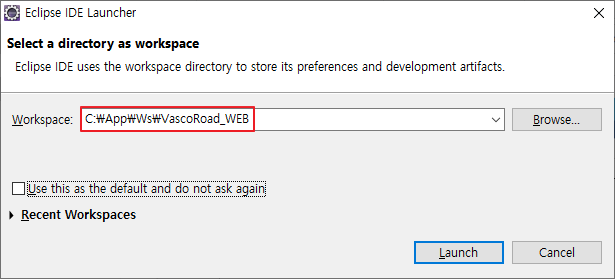 Eclipse IDE Launcher
Select a directory as workspace
Eclipse IDE uses the workspace directory to store its preferences and development artifacts.
Workspace: C:₩App₩Ws₩VascoRoad_WEB Browse...
Use this as the default and do not ask again
Recent Workspaces
Launch Cancel